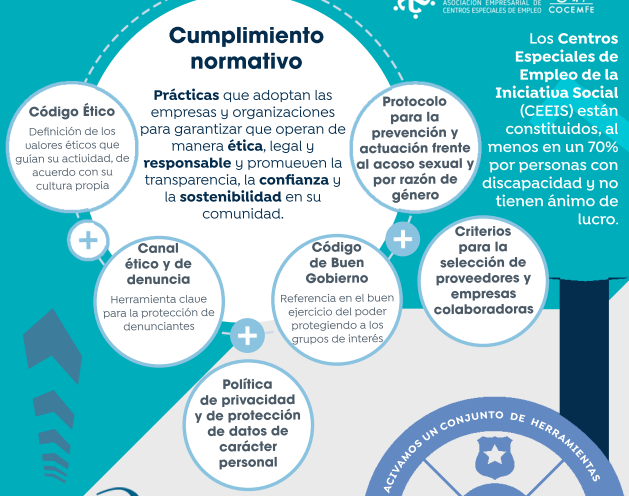 ASOCIACIÓN EMPRESARIAL DE
CENTROS ESPECIALES DE EMPLEO
COCEMFE
Cumplimiento
normativo
Prácticas que adoptan las
empresas y organizaciones
para garantizar que operan de
manera ética, legal y
responsable y promueven la
transparencia, la confianza y
la sostenibilidad en su
comunidad.
Los Centros
Especiales de
Empleo de la
Iniciativa Social
(CEEIS) están
constituidos, al
menos en un 70%
por personas con
discapacidad y no
tienen ánimo de
lucro.
Código Ético
Definición de los
valores éticos que
guían su actividad, de
acuerdo con su
cultura propia
Canal
ético y de
denuncia
Herramienta clave
para la protección de
denunciantes
Política
de privacidad
y de protección
de datos de
carácter
personal
Código
de Buen
Gobierno
Referencia en el buen
ejercicio del poder
protegiendo a los
grupos de interés
Protocolo
para la
prevención y
actuación frente
al acoso sexual y
por razón de
género
Criterios
para la
selección de
proveedores y
empresas
colaboradoras
ACTIVAMOS UN CONJUNTO DE HERRAMIENTAS